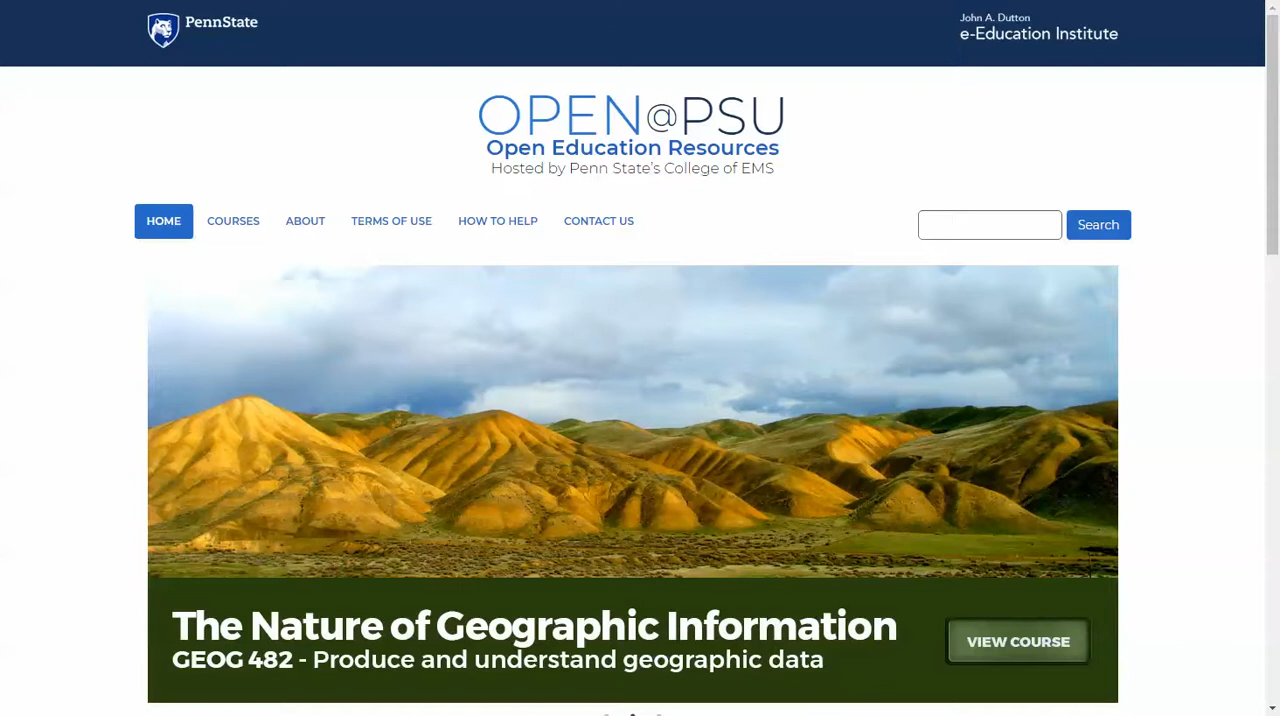 PennState
John A. Dutton
e-Education Institute
OPEN@PSU
Open Education Resources
Hosted by Penn State's College of EMS
HOME COURSES ABOUT TERMS OF USE HOW TO HELP CONTACT US Search
The Nature of Geographic Information
GEOG 482 - Produce and understand geographic data
VIEW COURSE